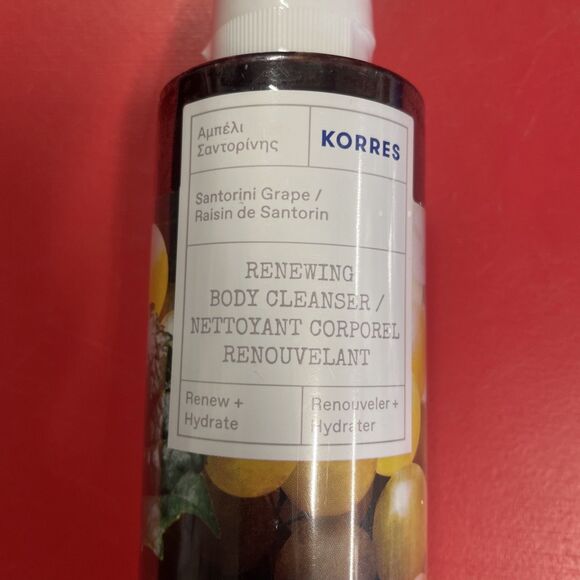 Αμπέλι
Σαντορίνης
KORRES
Santorini Grape /
Raisin de Santorin
RENEWING
BODY CLEANSER /
NETTOYANT CORPOREL
RENOUVELANT
Renew +
Hydrate
Renouveler +
Hydrater